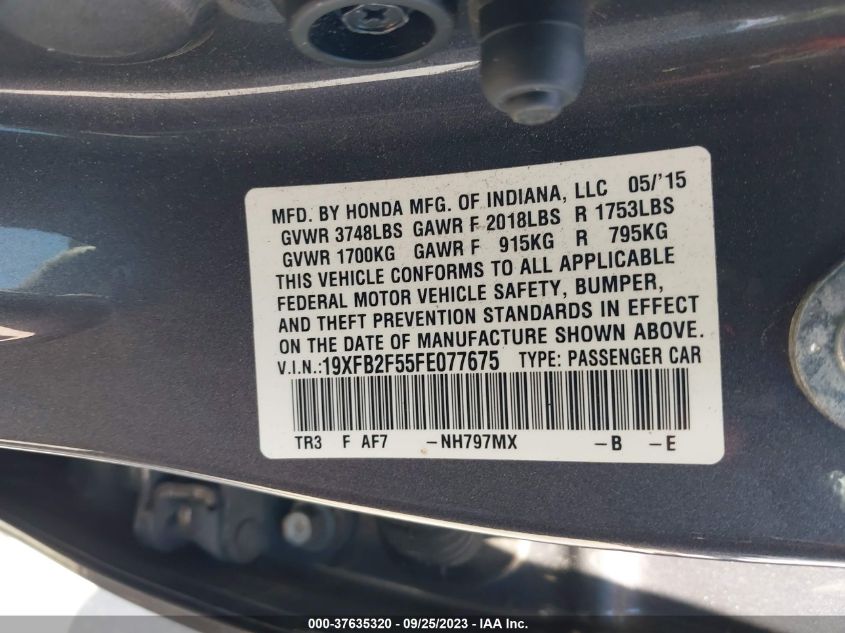 MFD. BY HONDA MFG. OF INDIANA, LLC 05/'15
GVWR 3748LBS GAWR F 2018LBS R 1753LBS
GVWR 1700KG GAWR F 915KG R 795KG
THIS VEHICLE CONFORMS TO ALL APPLICABLE
FEDERAL MOTOR VEHICLE SAFETY, BUMPER,
AND THEFT PREVENTION STANDARDS IN EFFECT
ON THE DATE OF MANUFACTURE SHOWN ABOVE.
V.I.N.:19XFB2F55FE077675 TYPE: PASSENGER CAR
TR3 F AF7 -NH797MX -B -E
000-37635320 / 09/25/2023 / IAA Inc.